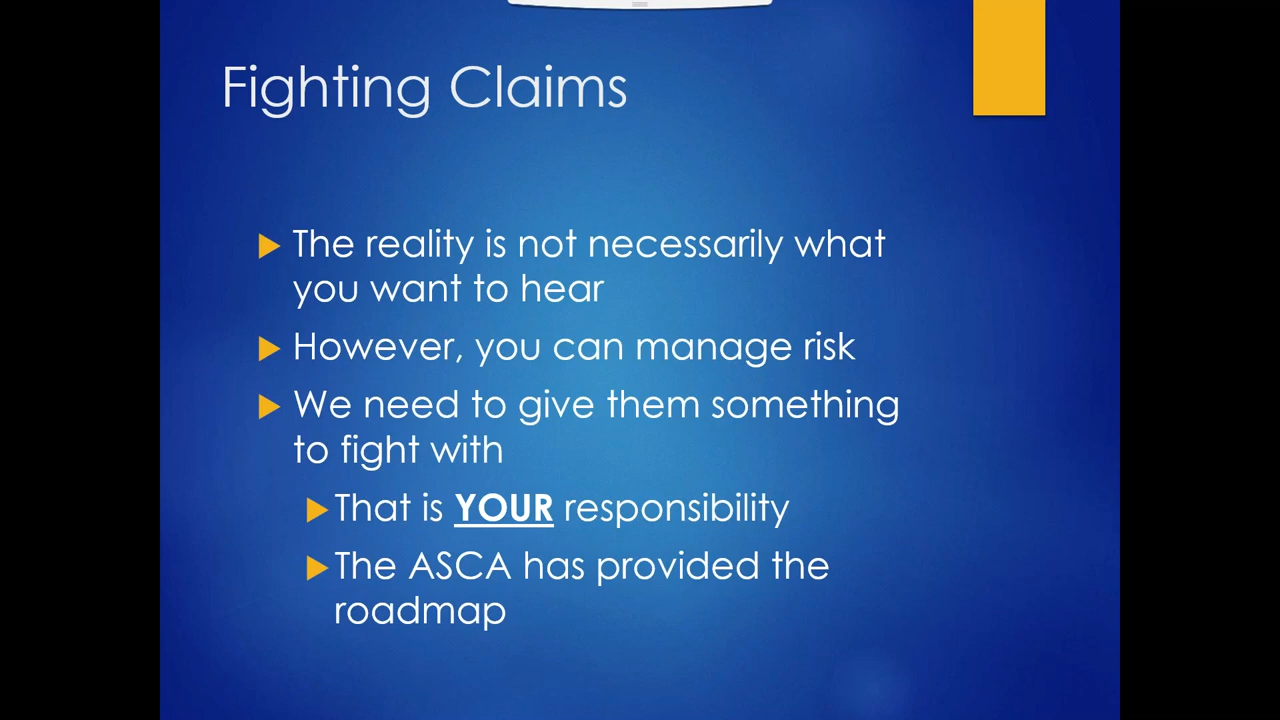 Fighting Claims
The reality is not necessarily what
you want to hear
However, you can manage risk
We need to give them something
to fight with
That is YOUR responsibility
The ASCA has provided the
roadmap